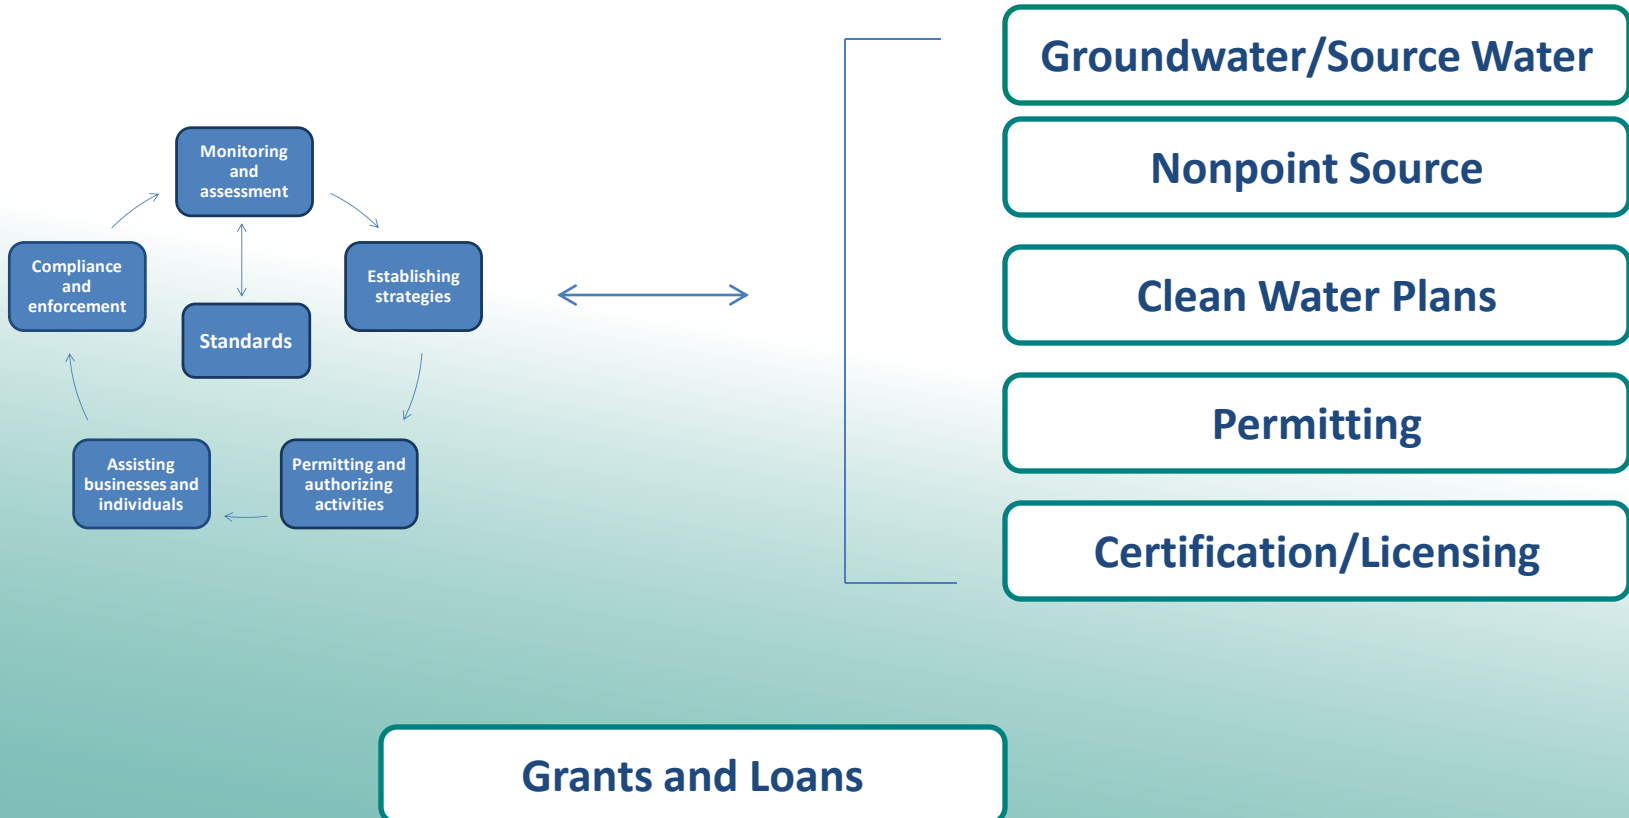 Monitoring
and
assessment
Establishing
strategies
Permitting and
authorizing
activities
Assisting
businesses and
individuals
Compliance
and
enforcement
Standards
Groundwater/Source Water
Nonpoint Source
Clean Water Plans
Permitting
Certification/Licensing
Grants and Loans